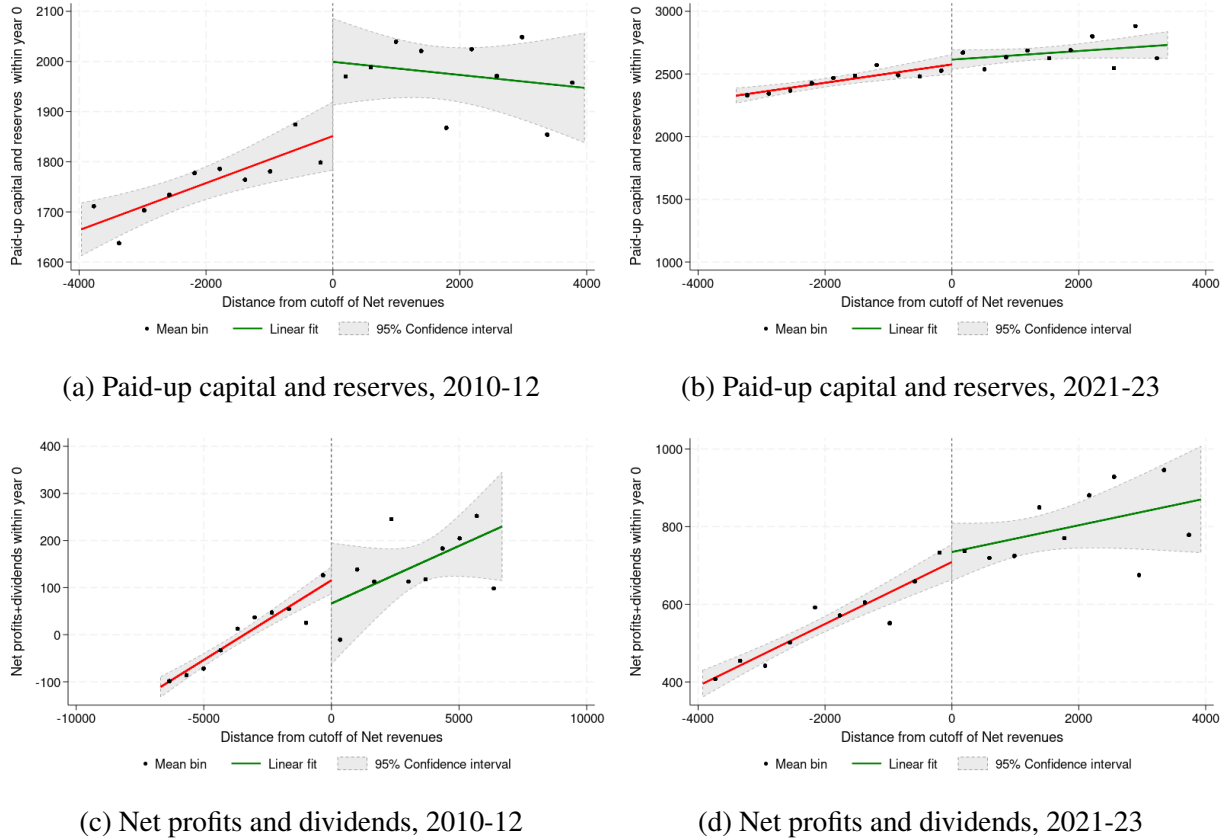 Paid-up capital and reserves within year 0
2100
2000
1900
1800
1700
1600
-4000
-2000
0
2000
4000
Distance from cutoff of Net revenues
Mean bin
Linear fit
95% Confidence interval
(a) Paid-up capital and reserves, 2010-12
Paid-up capital and reserves within year 0
3000
2500
2000
1500
1000
-4000
-2000
0
2000
4000
Distance from cutoff of Net revenues
Mean bin
Linear fit
95% Confidence interval
(b) Paid-up capital and reserves, 2021-23
Net profits+dividends within year 0
400
300
200
100
0
-100
-10000
-5000
0
5000
10000
Distance from cutoff of Net revenues
Mean bin
Linear fit
95% Confidence interval
(c) Net profits and dividends, 2010-12
Net profits+dividends within year 0
1000
800
600
400
-4000
-2000
0
2000
4000
Distance from cutoff of Net revenues
Mean bin
Linear fit
95% Confidence interval
(d) Net profits and dividends, 2021-23